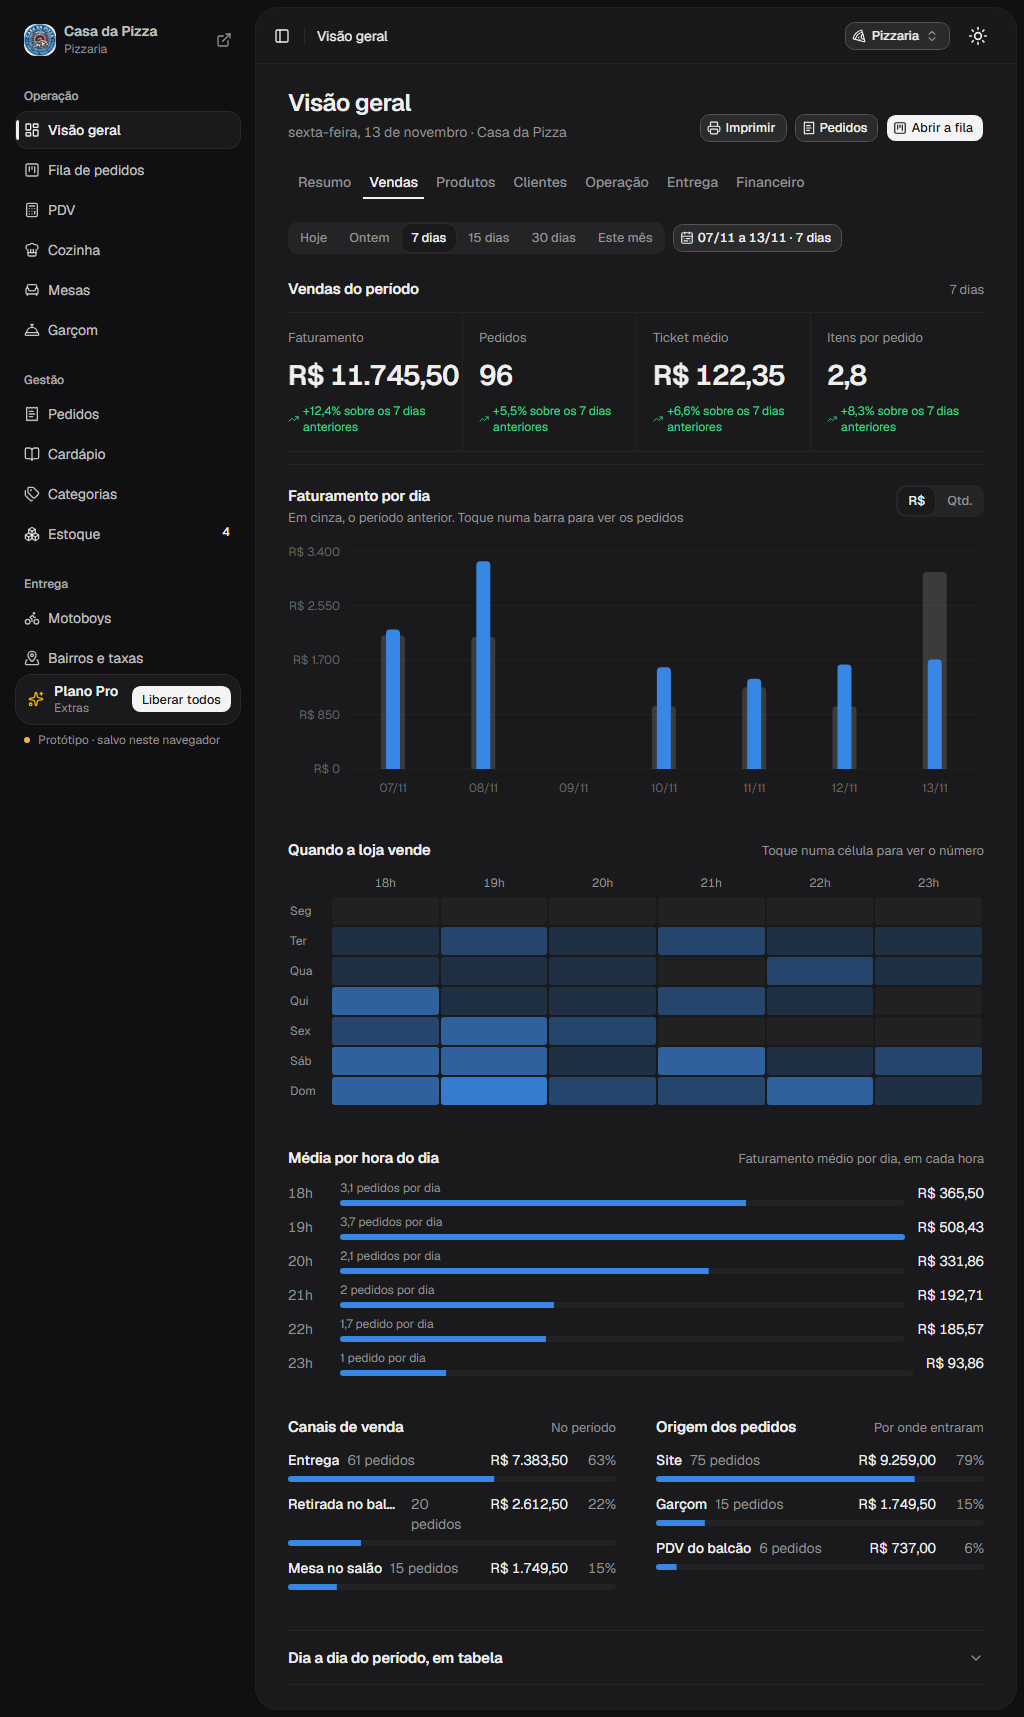 Casa da Pizza
Pizzaria
Operação
Visão geral
Fila de pedidos
PDV
Cozinha
Mesas
Garçom
Gestão
Pedidos
Cardápio
Categorias
Estoque 4
Entrega
Motoboys
Bairros e taxas
Plano Pro
Extras
Liberar todos
Protótipo · salvo neste navegador
Visão geral
Pizzaria
Visão geral
sexta-feira, 13 de novembro · Casa da Pizza
Imprimir Pedidos Abrir a fila
Resumo Vendas Produtos Clientes Operação Entrega Financeiro
Hoje Ontem 7 dias 15 dias 30 dias Este mês 07/11 a 13/11 · 7 dias
Vendas do período 7 dias
Faturamento
R$ 11.745,50
+12,4% sobre os 7 dias
anteriores
Pedidos
96
+5,5% sobre os 7 dias
anteriores
Ticket médio
R$ 122,35
+6,6% sobre os 7 dias
anteriores
Itens por pedido
2,8
+8,3% sobre os 7 dias
anteriores
Faturamento por dia
Em cinza, o período anterior. Toque numa barra para ver os pedidos
R$ Qtd.
R$ 3.400
R$ 2.550
R$ 1.700
R$ 850
R$ 0
07/11 08/11 09/11 10/11 11/11 12/11 13/11
Quando a loja vende Toque numa célula para ver o número
18h 19h 20h 21h 22h 23h
Seg
Ter
Qua
Qui
Sex
Sáb
Dom
Média por hora do dia Faturamento médio por dia, em cada hora
18h 3,1 pedidos por dia R$ 365,50
19h 3,7 pedidos por dia R$ 508,43
20h 2,1 pedidos por dia R$ 331,86
21h 2 pedidos por dia R$ 192,71
22h 1,7 pedido por dia R$ 185,57
23h 1 pedido por dia R$ 93,86
Canais de venda No período
Entrega 61 pedidos R$ 7.383,50 63%
Retirada no bal... 20 pedidos R$ 2.612,50 22%
Mesa no salão 15 pedidos R$ 1.749,50 15%
Origem dos pedidos Por onde entraram
Site 75 pedidos R$ 9.259,00 79%
Garçom 15 pedidos R$ 1.749,50 15%
PDV do balcão 6 pedidos R$ 737,00 6%
Dia a dia do período, em tabela